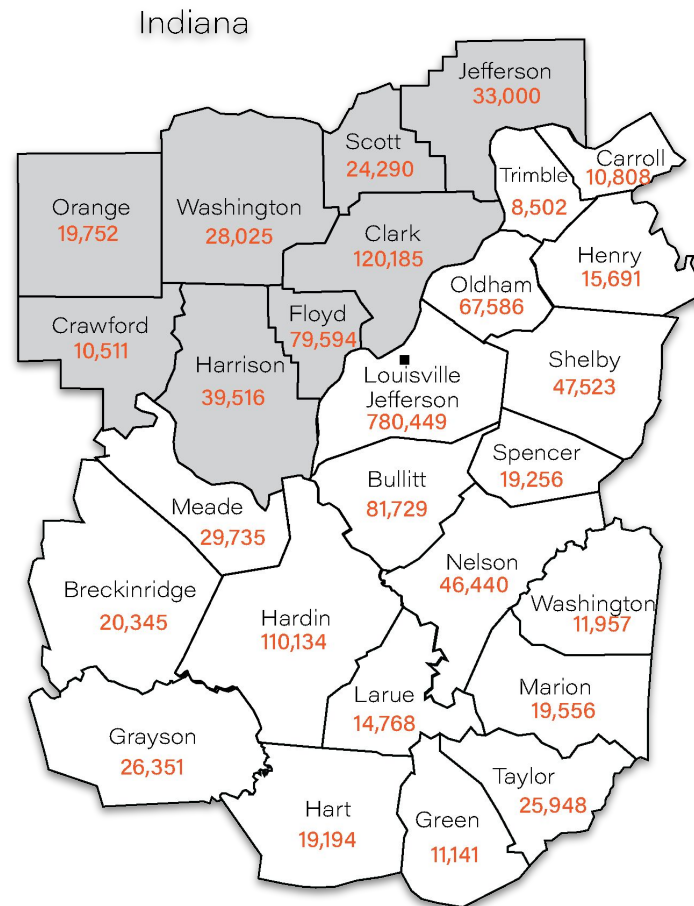 Indiana
Jefferson
33,000
Scott
24,290
Carroll
10,808
Trimble
8,502
Orange
19,752
Washington
28,025
Clark
120,185
Henry
15,691
Oldham
67,586
Crawford
10,511
Floyd
79,594
Harrison
39,516
Shelby
47,523
Louisville
Jefferson
780,449
Spencer
19,256
Bullitt
81,729
Meade
29,735
Nelson
46,440
Breckinridge
20,345
Washington
11,957
Hardin
110,134
Larue
14,768
Marion
19,556
Grayson
26,351
Taylor
25,948
Hart
19,194
Green
11,141